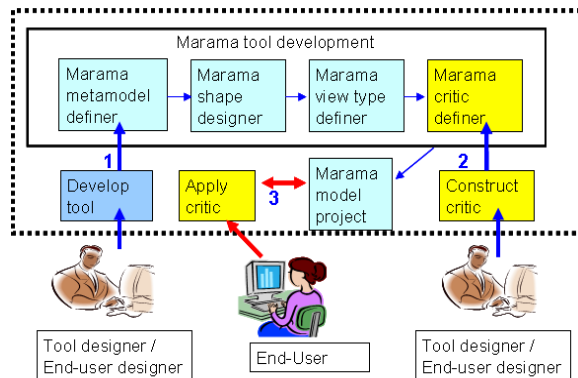 Marama tool development
Marama
metamodel
definer
Marama
shape
designer
Marama
view type
definer
Marama
critic
definer
1
2
Develop
tool
Apply
critic
3
Marama
model
project
Construct
critic
Tool designer /
End-user designer
End-User
Tool designer /
End-user designer